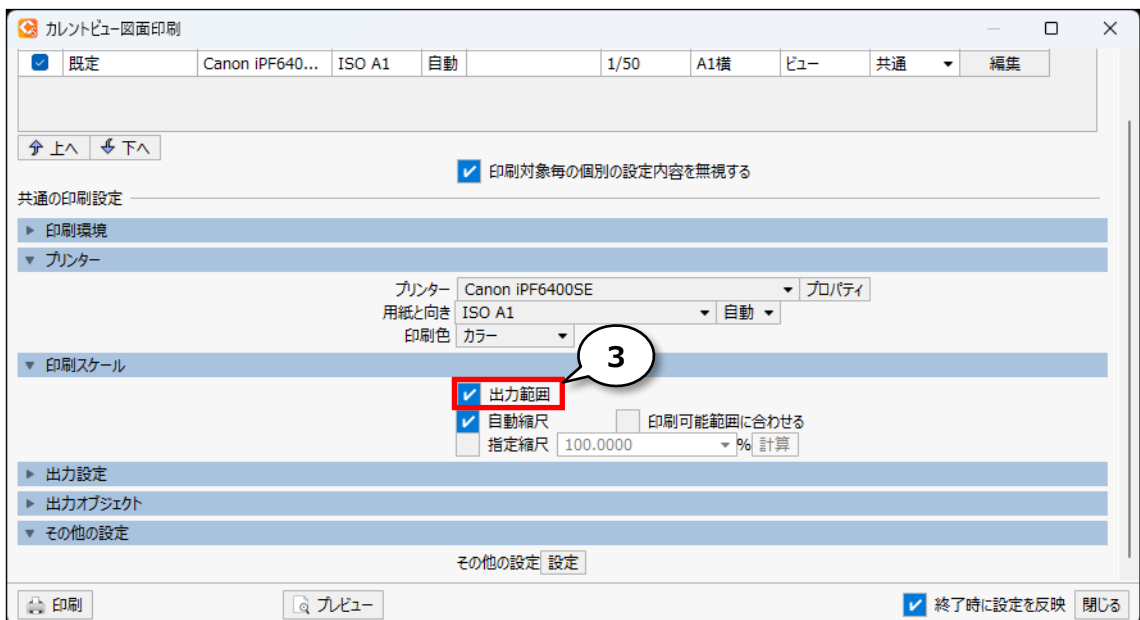 カレントビュー図面印刷
既定 Canon iPF640... ISO A1 自動 1/50 A1横 ビュー 共通 編集
上へ 下へ
印刷対象毎の個別の設定内容を無視する
共通の印刷設定
印刷環境
プリンター
プリンター Canon iPF6400SE プロパティ
用紙と向き ISO A1 自動
印刷色 カラー
3
印刷スケール
出力範囲
自動縮尺 印刷可能範囲に合わせる
指定縮尺 100.0000 % 計算
出力設定
出力オブジェクト
その他の設定
その他の設定 設定
印刷 プレビュー 終了時に設定を反映 閉じる